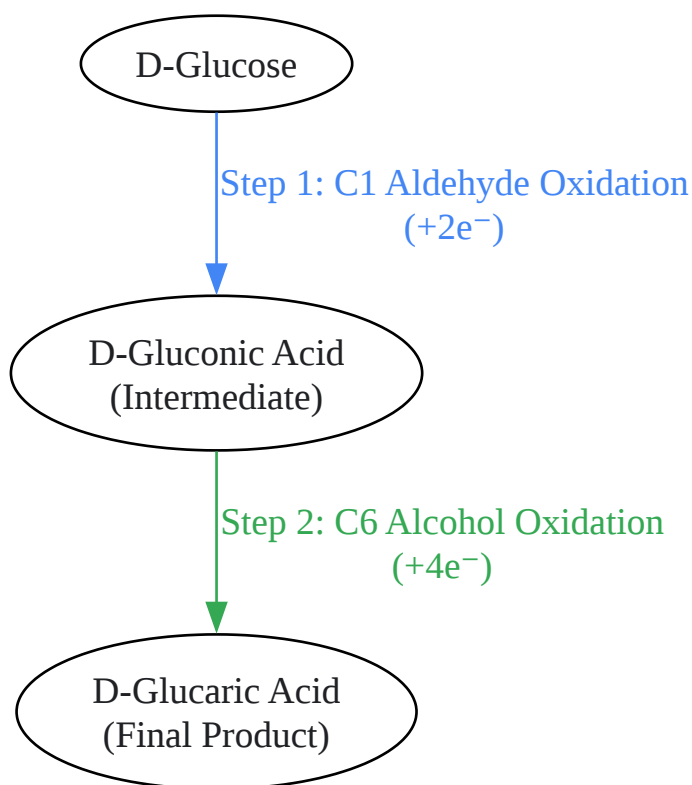 D-Glucose
Step 1: C1 Aldehyde Oxidation
(+2e⁻)
D-Gluconic Acid
(Intermediate)
Step 2: C6 Alcohol Oxidation
(+4e⁻)
D-Glucaric Acid
(Final Product)